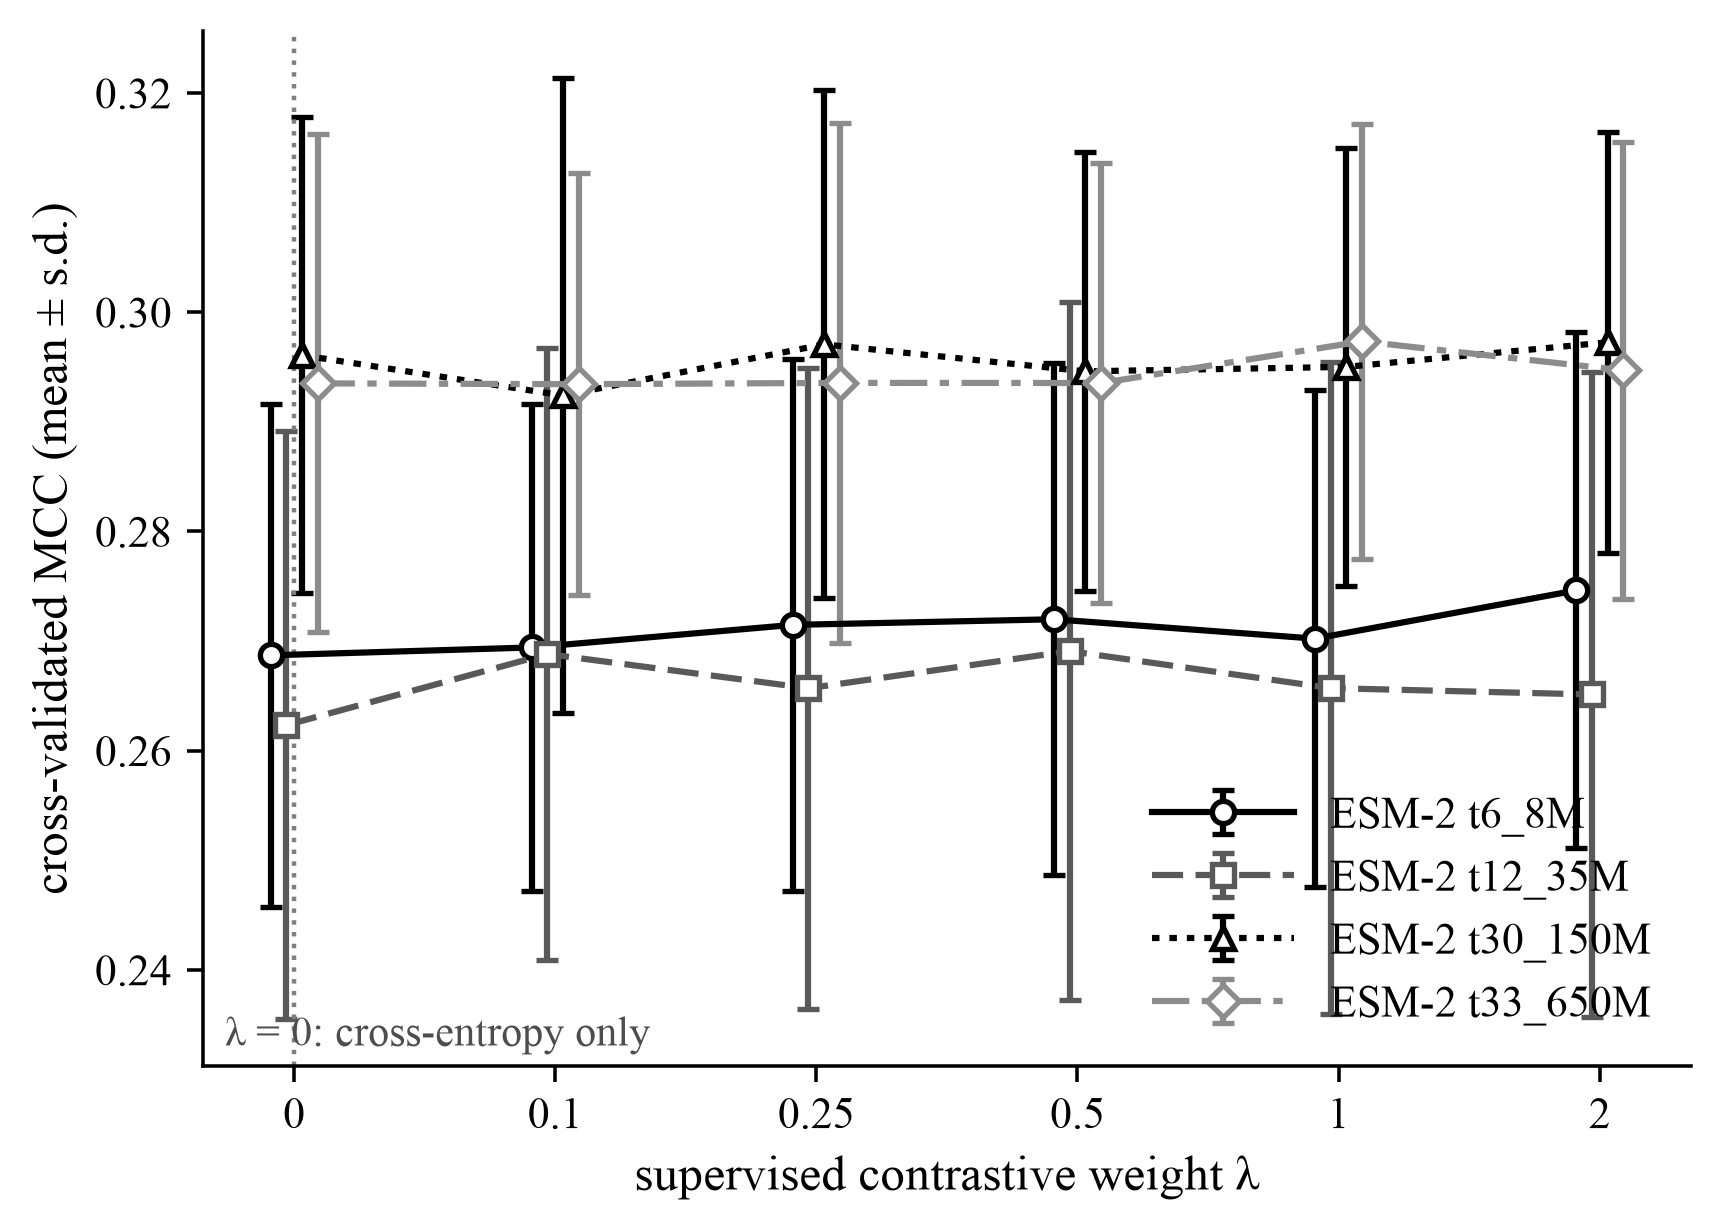 cross-validated MCC (mean ± s.d.)
0.32
0.30
0.28
0.26
0.24
ESM-2 t6_8M
ESM-2 t12_35M
ESM-2 t30_150M
ESM-2 t33_650M
λ = 0: cross-entropy only
0 0.1 0.25 0.5 1 2
supervised contrastive weight λ